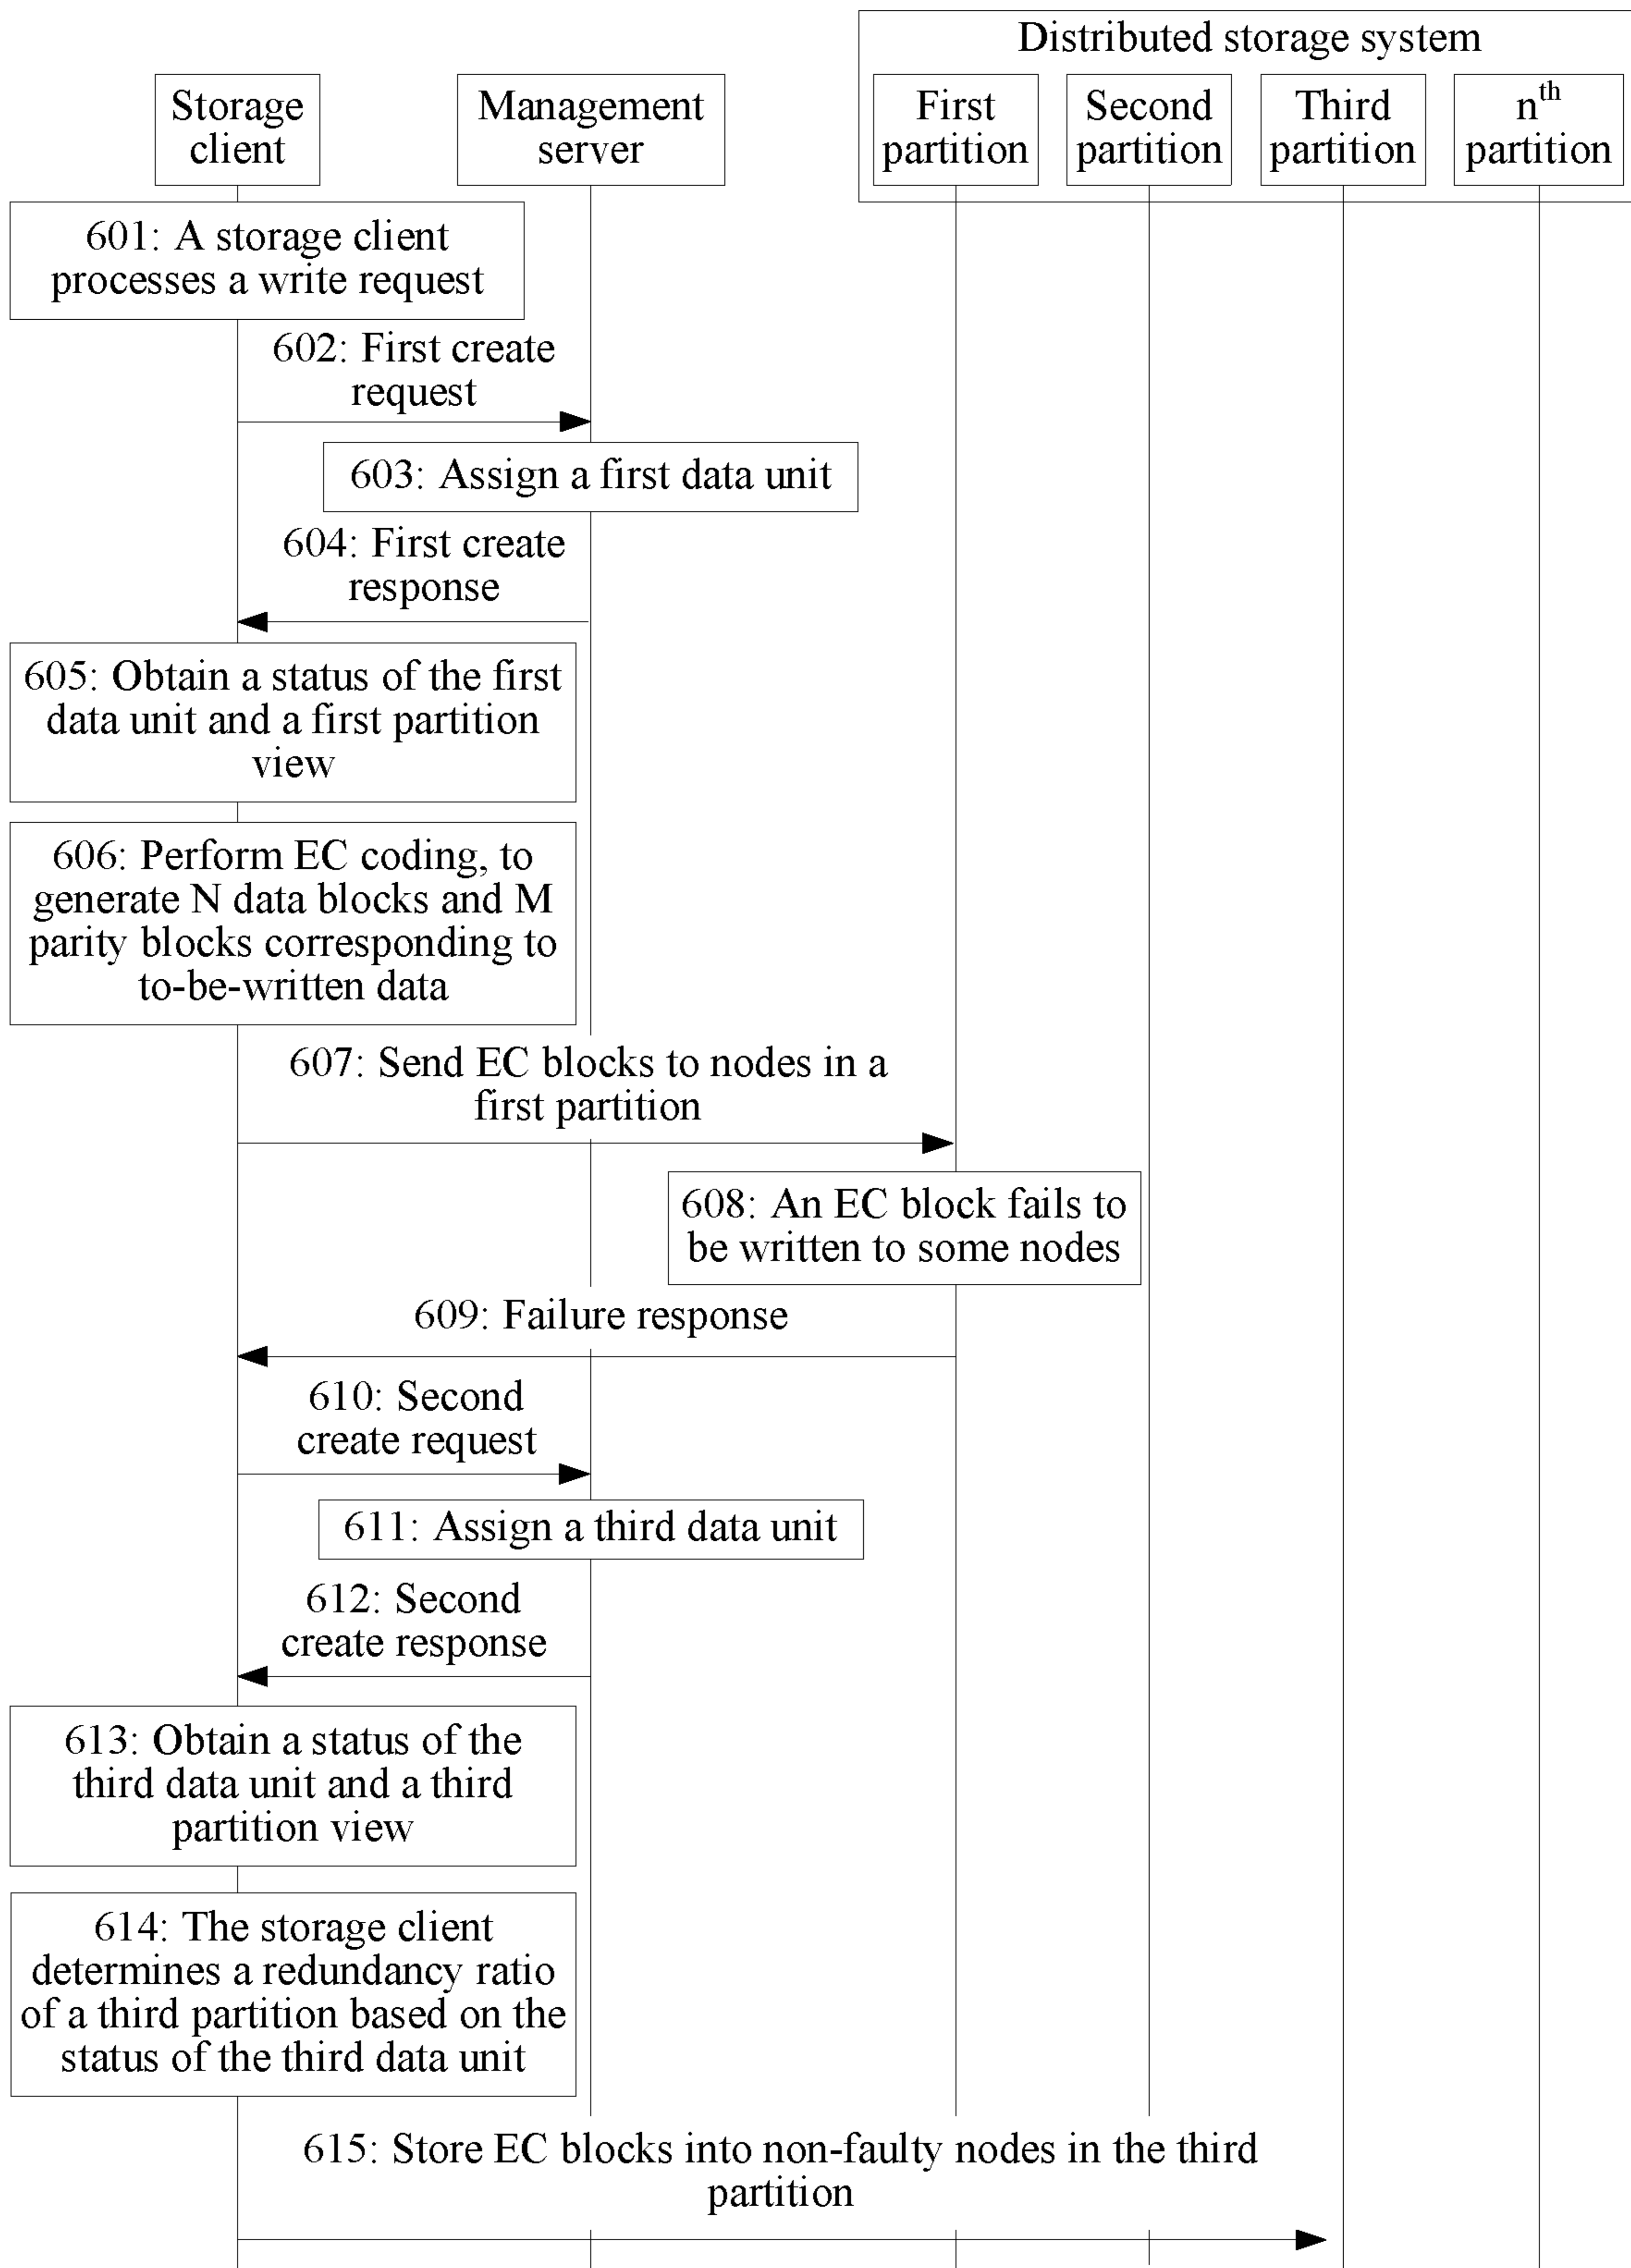 Distributed storage system
Storage
client
Management
server
First
partition
Second
partition
Third
partition
nth
partition
601: A storage client
processes a write request
602: First create
request
603: Assign a first data unit
604: First create
response
605: Obtain a status of the first
data unit and a first partition
view
606: Perform EC coding, to
generate N data blocks and M
parity blocks corresponding to
to-be-written data
607: Send EC blocks to nodes in a
first partition
608: An EC block fails to
be written to some nodes
609: Failure response
610: Second
create request
611: Assign a third data unit
612: Second
create response
613: Obtain a status of the
third data unit and a third
partition view
614: The storage client
determines a redundancy ratio
of a third partition based on the
status of the third data unit
615: Store EC blocks into non-faulty nodes in the third
partition